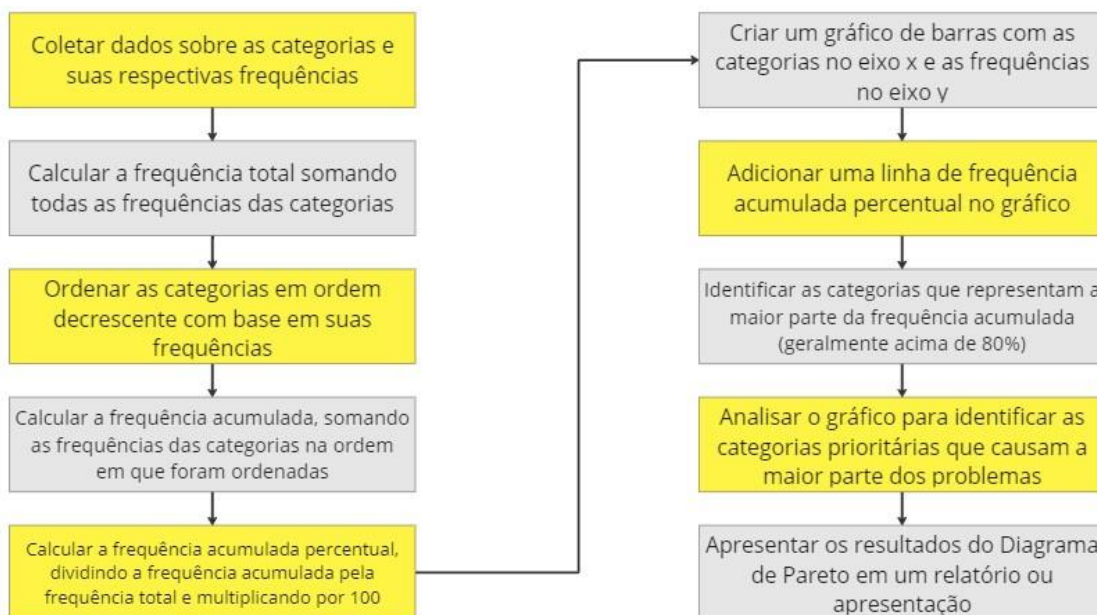 Coletar dados sobre as categorias e
suas respectivas frequências
Calcular a frequência total somando
todas as frequências das categorias
Ordenar as categorias em ordem
decrescente com base em suas
frequências
Calcular a frequência acumulada, somando
as frequências das categorias na ordem
em que foram ordenadas
Calcular a frequência acumulada percentual,
dividindo a frequência acumulada pela
frequência total e multiplicando por 100
Criar um gráfico de barras com as
categorias no eixo x e as frequências
no eixo y
Adicionar uma linha de frequência
acumulada percentual no gráfico
Identificar as categorias que representam a
maior parte da frequência acumulada
(geralmente acima de 80%)
Analisar o gráfico para identificar as
categorias prioritárias que causam a
maior parte dos problemas
Apresentar os resultados do Diagrama
de Pareto em um relatório ou
apresentação